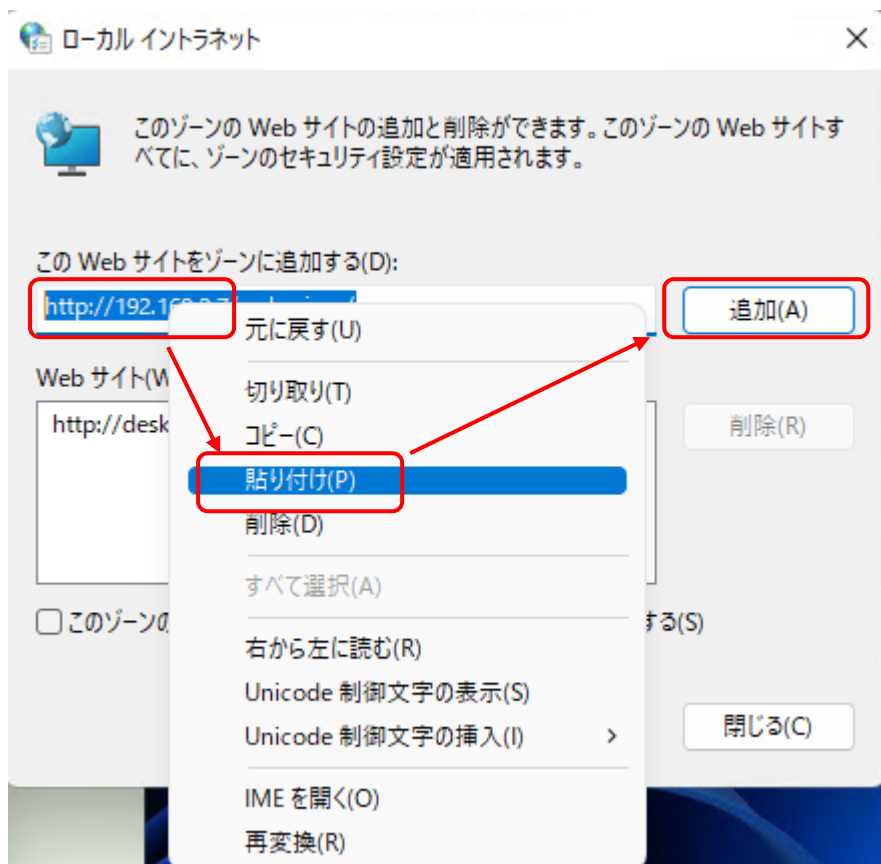 ローカル イントラネット
このゾーンの Web サイトの追加と削除ができます。このゾーンの Web サイトす
べてに、ゾーンのセキュリティ設定が適用されます。
この Web サイトをゾーンに追加する(D):
http://192.1
追加(A)
元に戻す(U)
Web サイト(W
切り取り(T)
http://desk
コピー(C)
削除(R)
貼り付け(P)
削除(D)
すべて選択(A)
このゾーンの
する(S)
右から左に読む(R)
Unicode 制御文字の表示(S)
Unicode 制御文字の挿入(I)
閉じる(C)
IME を開く(O)
再変換(R)